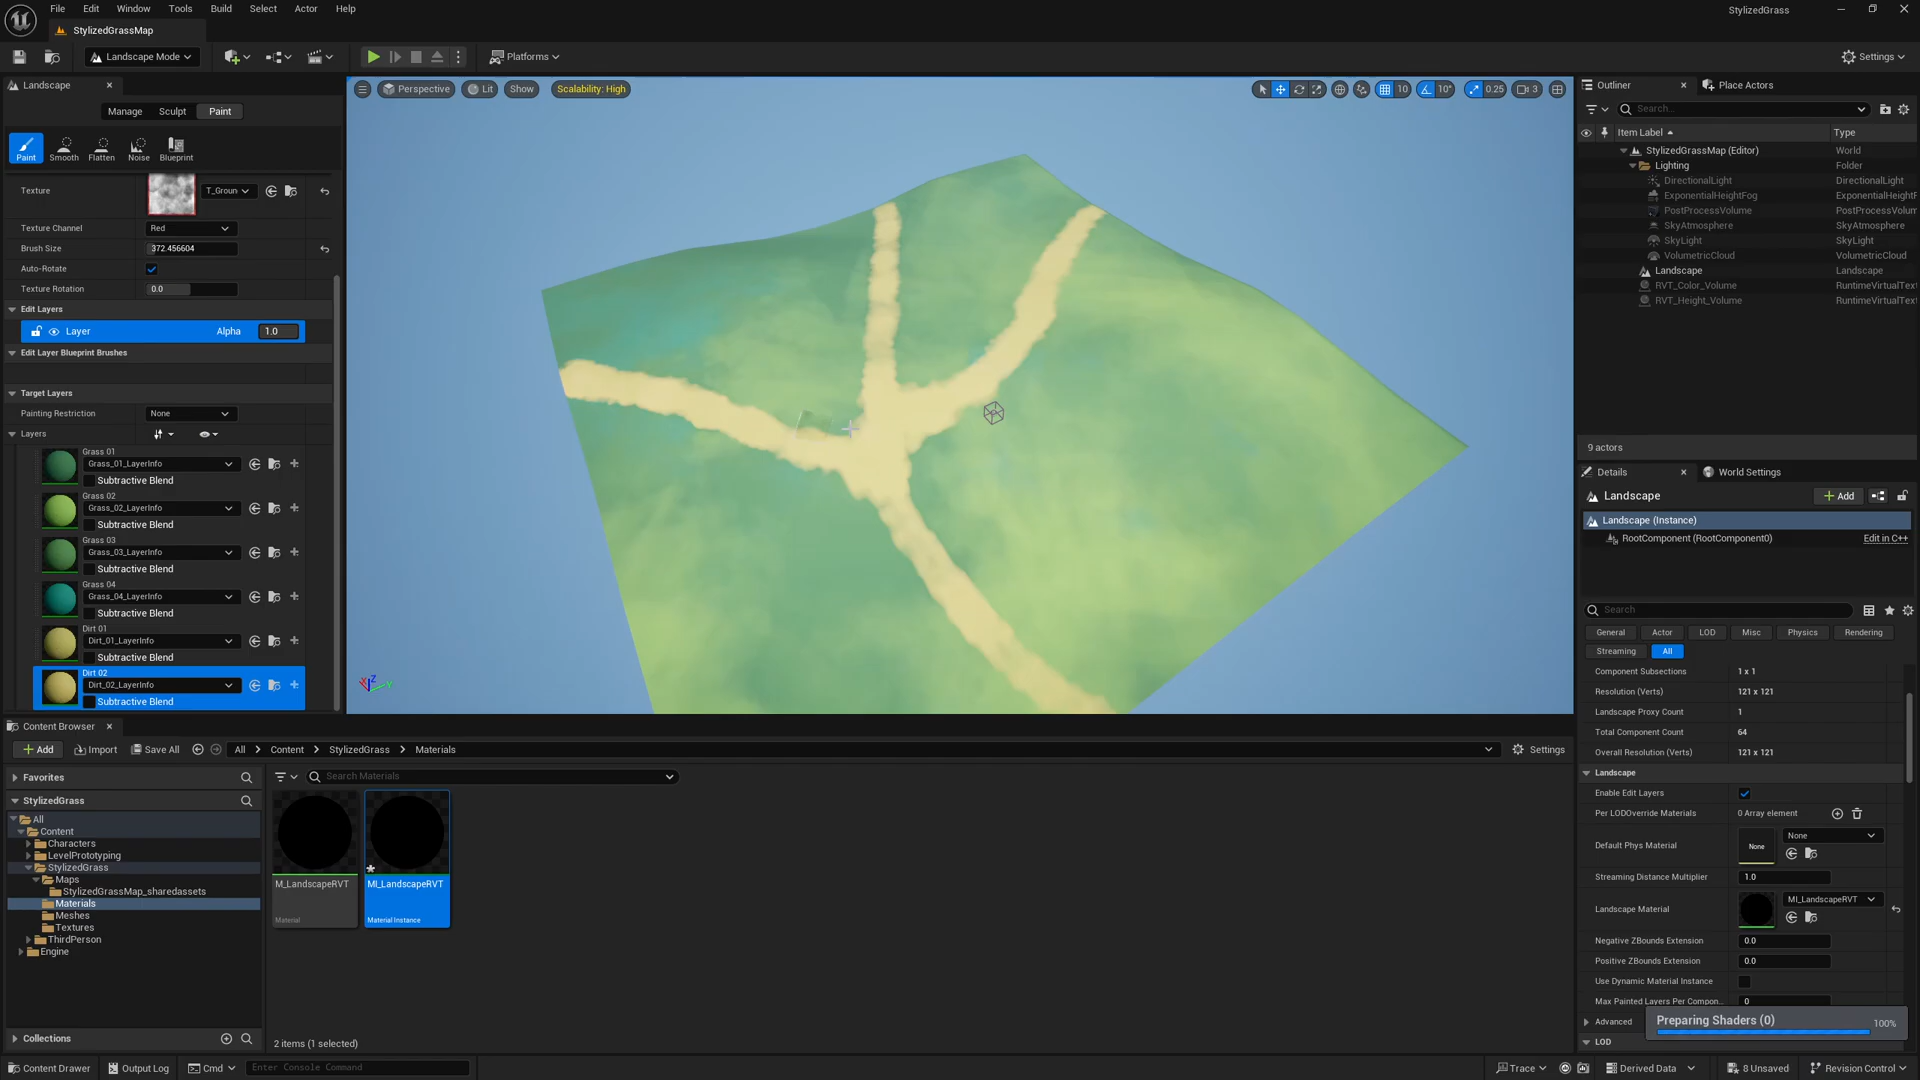 File Edit Window Tools Build Select Actor Help
StylizedGrass
StylizedGrassMap
Landscape Mode
Platforms
Settings
Landscape
Manage Sculpt Paint
Paint Smooth Flatten Noise Blueprint
Texture
T_Groun
Texture Channel Red
Brush Size 372.456604
Auto-Rotate
Texture Rotation 0.0
Edit Layers
Layer Alpha 1.0
Edit Layer Blueprint Brushes
Target Layers
Painting Restriction None
Layers
Grass 01
Grass_01_LayerInfo
Subtractive Blend
Grass 02
Grass_02_LayerInfo
Subtractive Blend
Grass 03
Grass_03_LayerInfo
Subtractive Blend
Grass 04
Grass_04_LayerInfo
Subtractive Blend
Dirt 01
Dirt_01_LayerInfo
Subtractive Blend
Dirt 02
Dirt_02_LayerInfo
Subtractive Blend
Perspective Lit Show Scalability: High
10 10° 0.25 3
Z
Y
Outliner Place Actors
Search...
Item Label Type
StylizedGrassMap (Editor) World
Lighting Folder
DirectionalLight DirectionalLight
ExponentialHeightFog ExponentialHeightF
PostProcessVolume PostProcessVolum
SkyAtmosphere SkyAtmosphere
SkyLight SkyLight
VolumetricCloud VolumetricCloud
Landscape Landscape
RVT_Color_Volume RuntimeVirtualText
RVT_Height_Volume RuntimeVirtualText
9 actors
Details World Settings
Landscape
Add
Landscape (Instance)
RootComponent (RootComponent0) Edit in C++
Search
General Actor LOD Misc Physics Rendering
Streaming All
Component Subsections 1 x 1
Resolution (Verts) 121 x 121
Landscape Proxy Count 1
Total Component Count 64
Overall Resolution (Verts) 121 x 121
Landscape
Enable Edit Layers
Per LODOverride Materials 0 Array element
Default Phys Material None None
Streaming Distance Multiplier 1.0
Landscape Material MI_LandscapeRVT
Negative ZBounds Extension 0.0
Positive ZBounds Extension 0.0
Use Dynamic Material Instance
Max Painted Layers Per Compon... 0
Advanced
Preparing Shaders (0) 100%
LOD
Content Browser
Add Import Save All All Content StylizedGrass Materials Settings
Favorites
StylizedGrass
All
Content
Characters
LevelPrototyping
StylizedGrass
Maps
StylizedGrassMap_sharedassets
Materials
Meshes
Textures
ThirdPerson
Engine
Collections
Search Materials
M_LandscapeRVT
Material
MI_LandscapeRVT
Material Instance
2 items (1 selected)
Content Drawer Output Log Cmd Enter Console Command
Trace Derived Data 8 Unsaved Revision Control